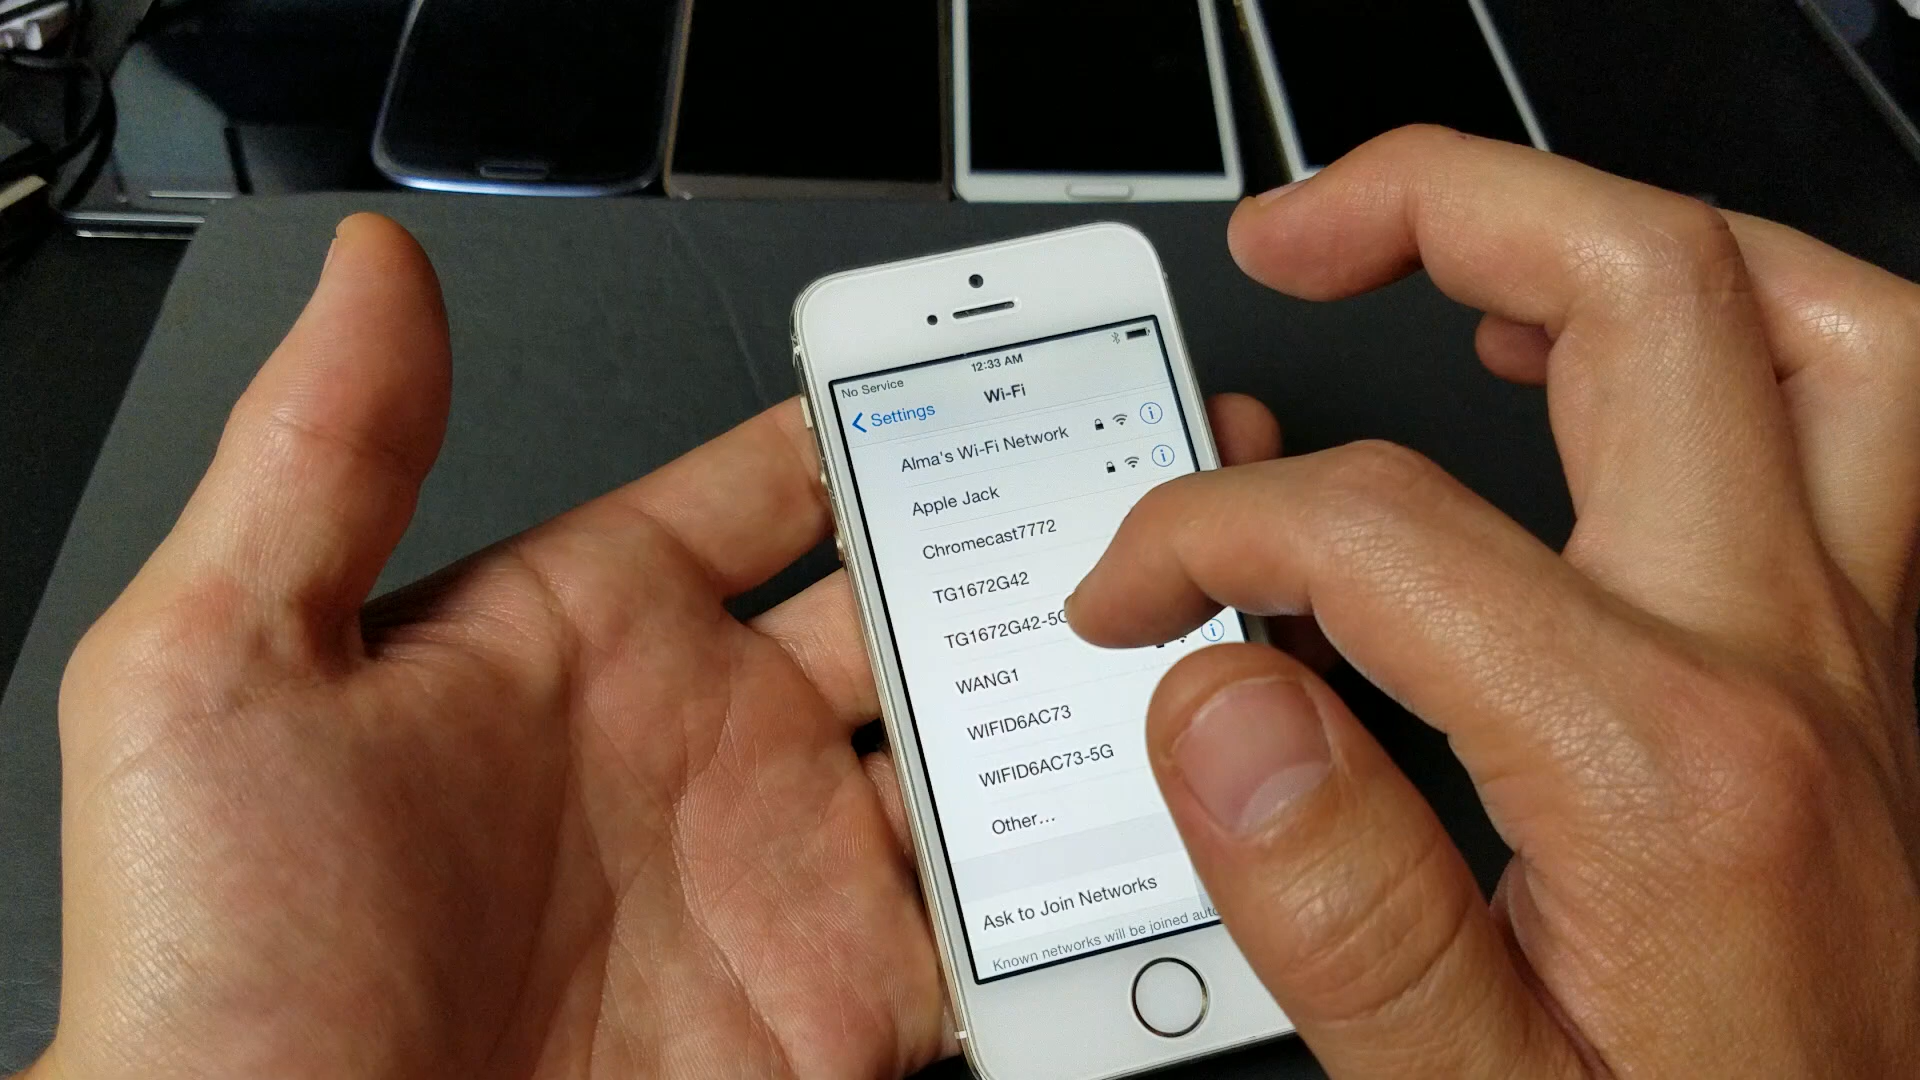 No Service
12:33 AM
Settings
Wi-Fi
Alma's Wi-Fi Network
Apple Jack
Chromecast7772
TG1672G42
TG1672G42-5G
WANG1
WIFID6AC73
WIFID6AC73-5G
Other...
Ask to Join Networks
Known networks will be joined